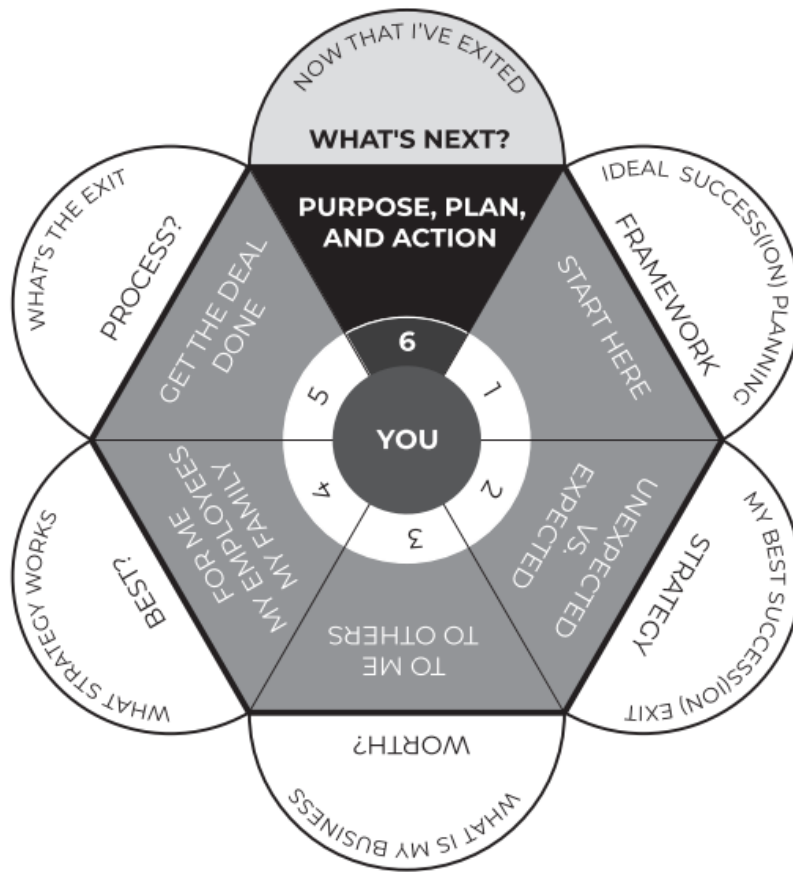 NOW THAT I'VE EXITED
WHAT'S NEXT?
PURPOSE, PLAN,
AND ACTION
6
YOU
IDEAL SUCCESS(ION) PLANNING
FRAMEWORK
START HERE
1
MY BEST SUCCESS(ION) EXIT
STRATEGY
UNEXPECTED
VS.
EXPECTED
2
WHAT IS MY BUSINESS
WORTH?
TO ME
TO OTHERS
3
WHAT STRATEGY WORKS
BEST?
FOR ME
MY EMPLOYEES
MY FAMILY
4
WHAT'S THE EXIT
PROCESS?
GET THE DEAL
DONE
5